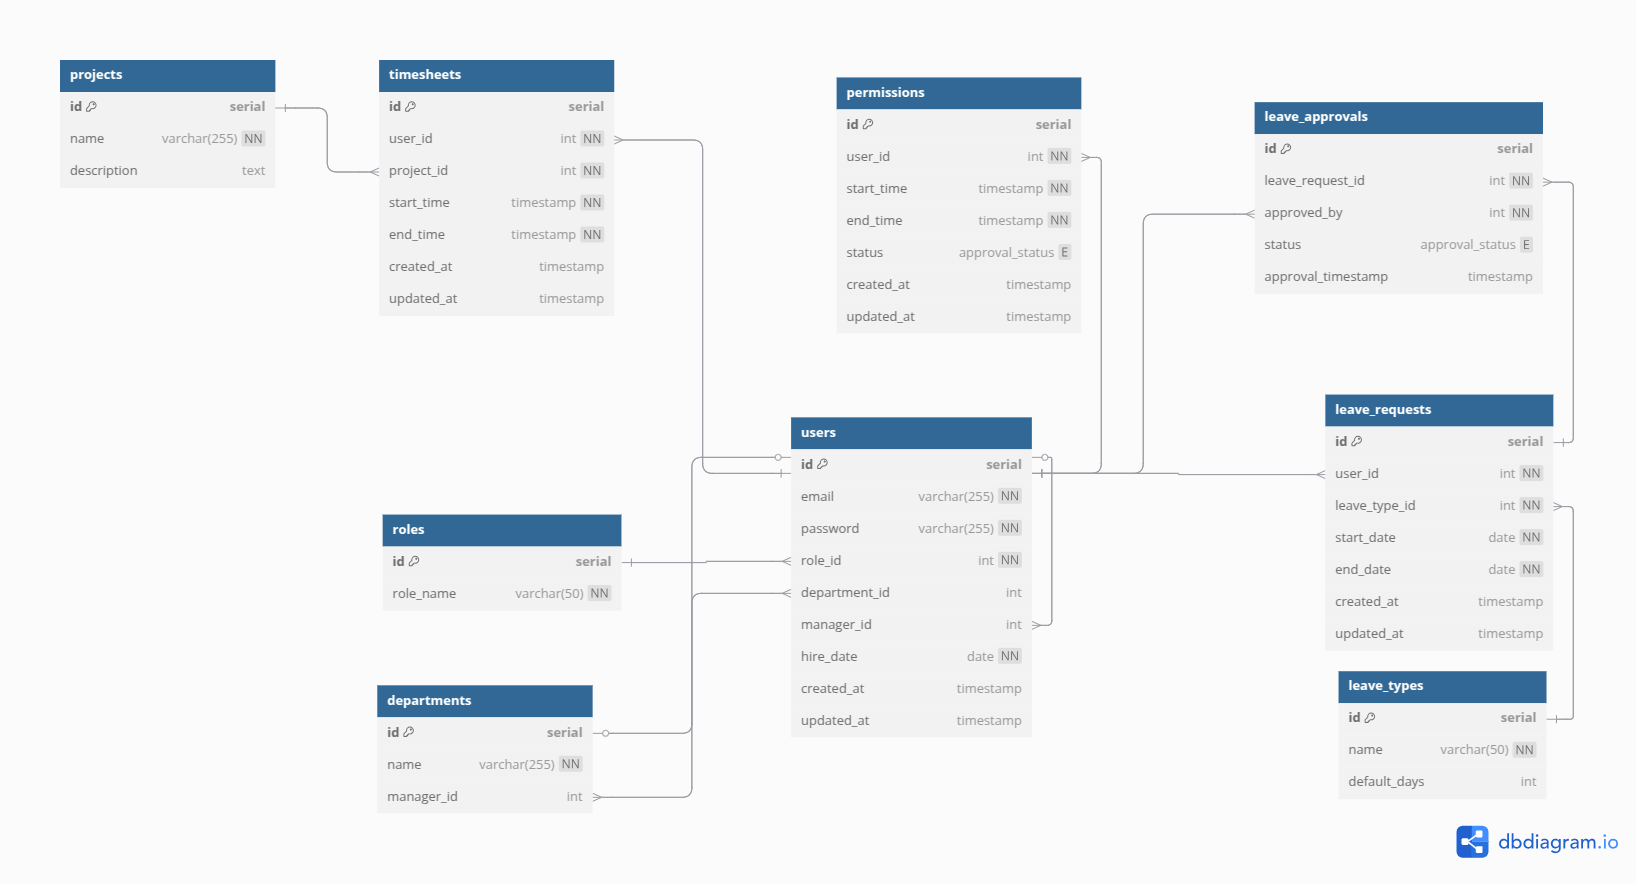 projects
id serial
name varchar(255) NN
description text
timesheets
id serial
user_id int NN
project_id int NN
start_time timestamp NN
end_time timestamp NN
created_at timestamp
updated_at timestamp
permissions
id serial
user_id int NN
start_time timestamp NN
end_time timestamp NN
status approval_status E
created_at timestamp
updated_at timestamp
leave_approvals
id serial
leave_request_id int NN
approved_by int NN
status approval_status E
approval_timestamp timestamp
users
id serial
email varchar(255) NN
password varchar(255) NN
role_id int NN
department_id int
manager_id int
hire_date date NN
created_at timestamp
updated_at timestamp
leave_requests
id serial
user_id int NN
leave_type_id int NN
start_date date NN
end_date date NN
created_at timestamp
updated_at timestamp
roles
id serial
role_name varchar(50) NN
departments
id serial
name varchar(255) NN
manager_id int
leave_types
id serial
name varchar(50) NN
default_days int
dbdiagram.io